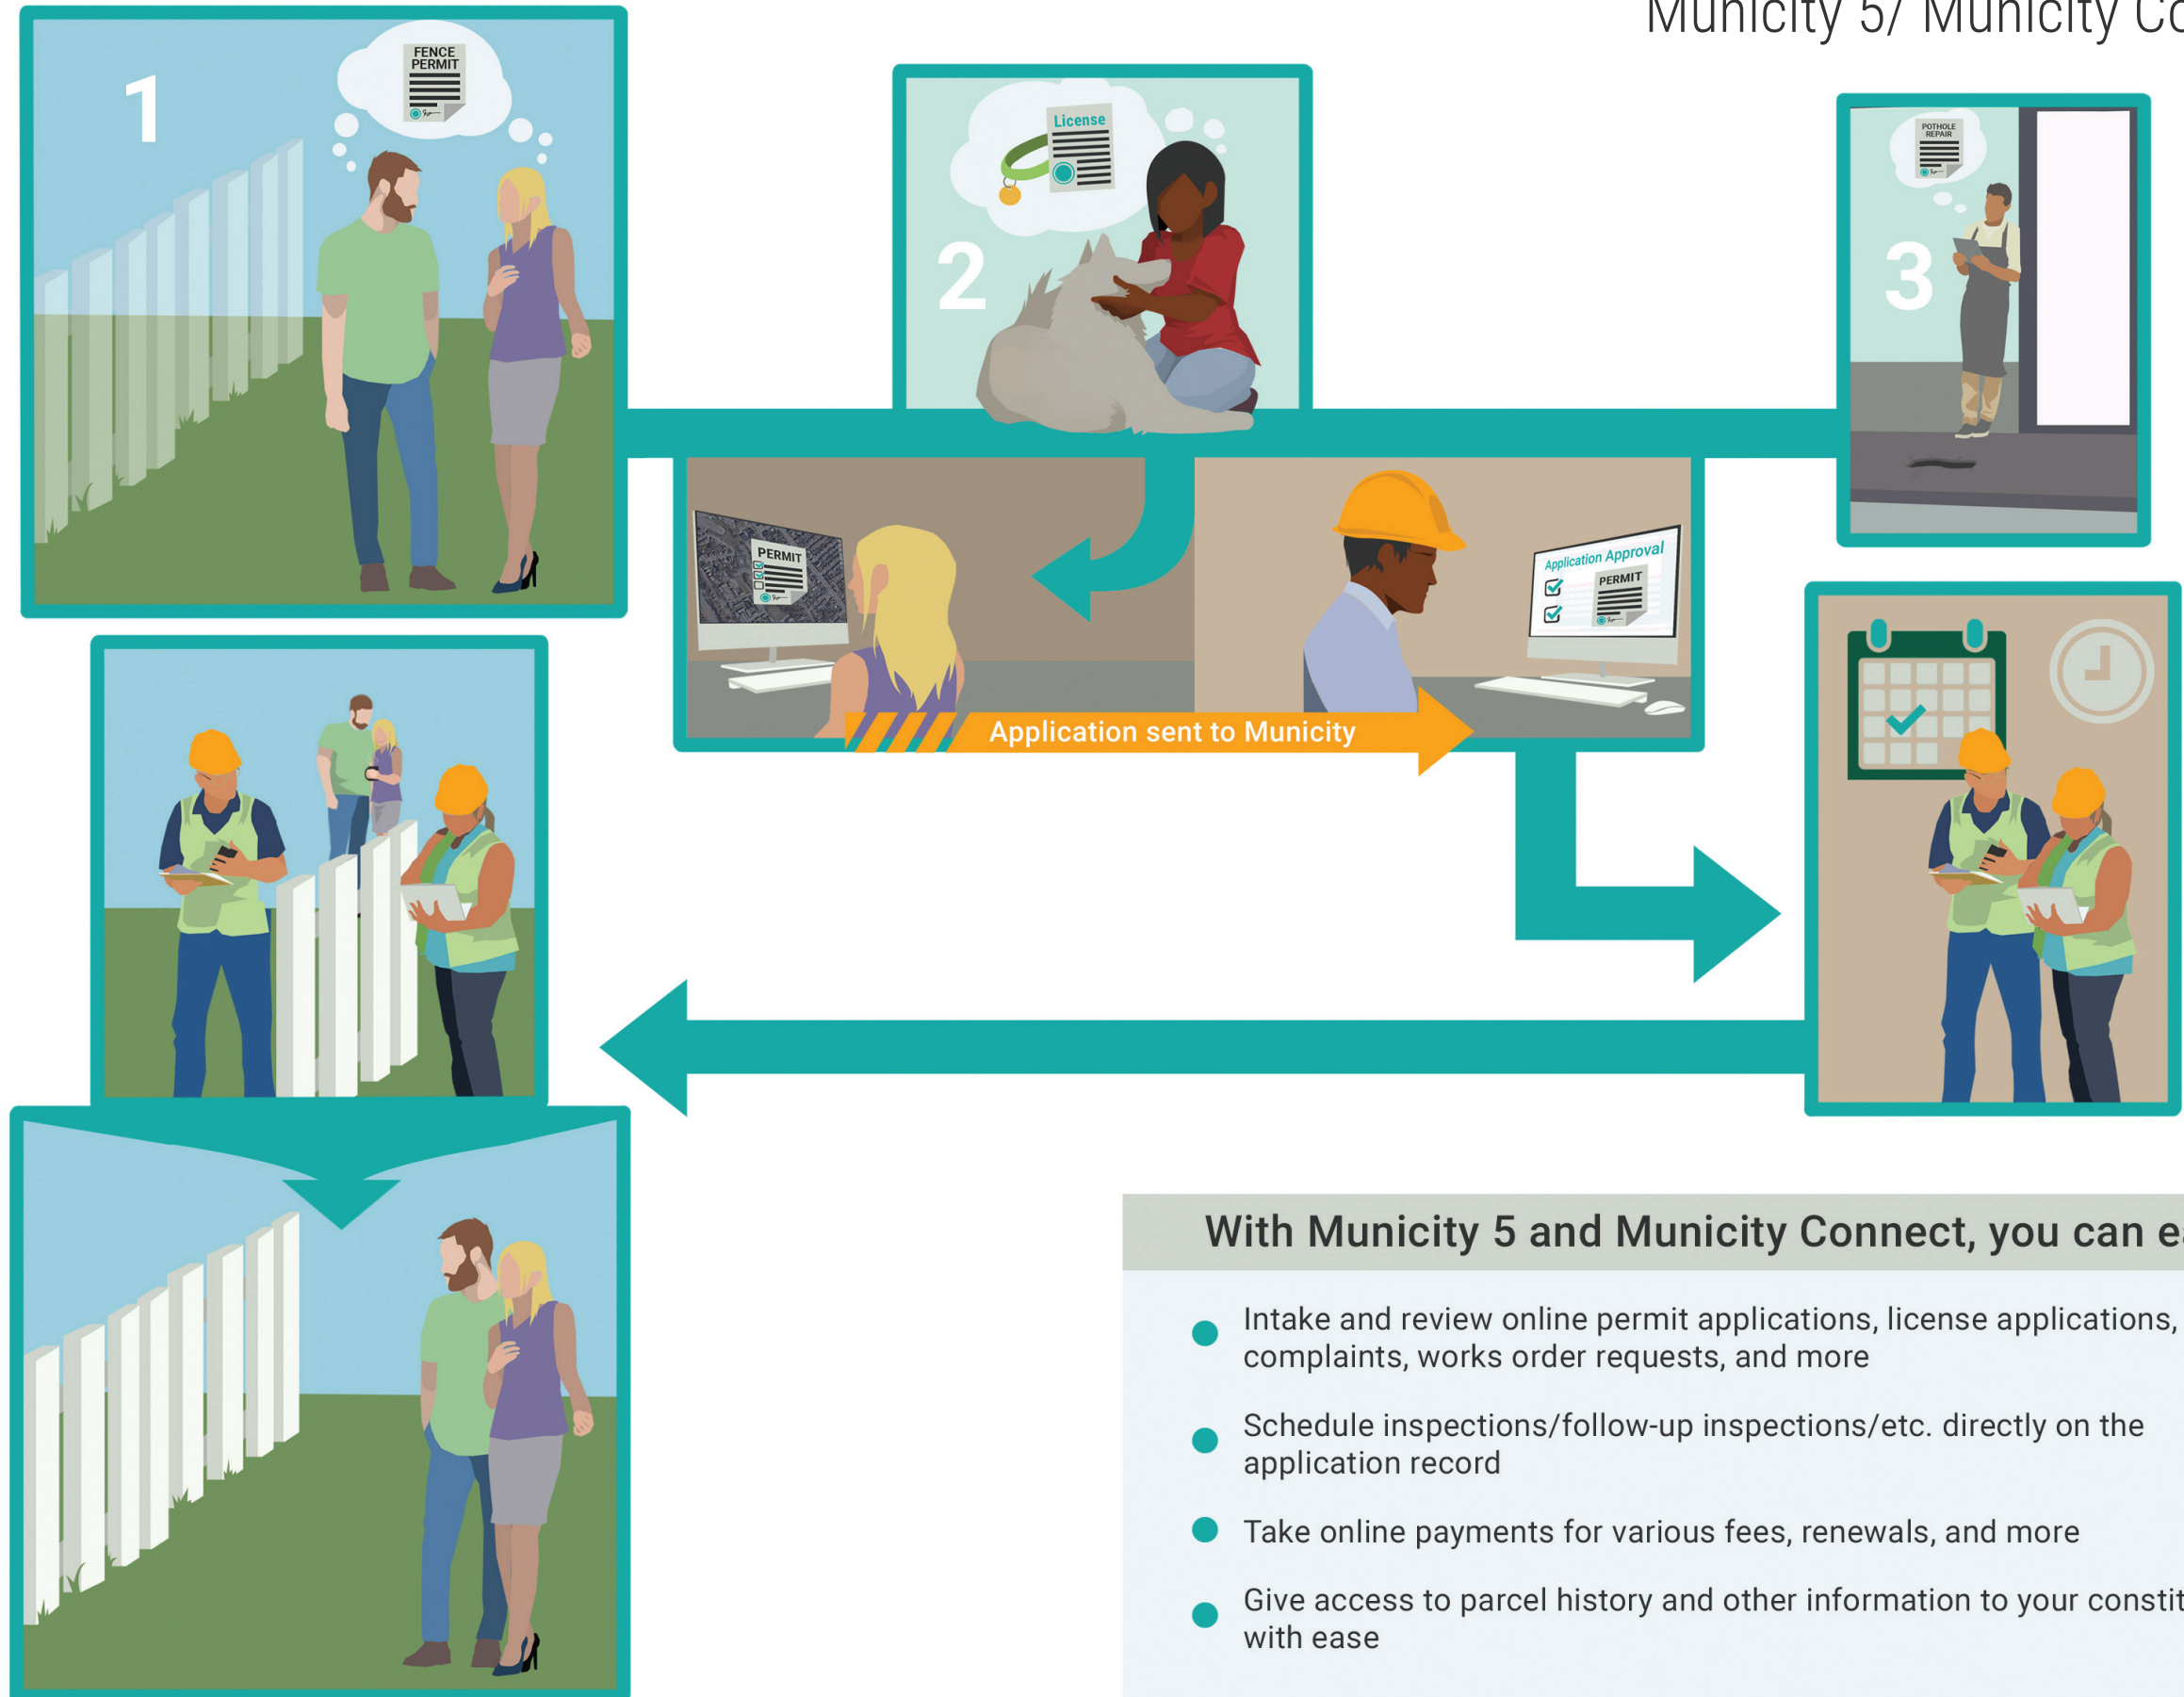 Municity 5/ Municity Co
1
FENCE
PERMIT
2
License
3
POTHOLE
REPAIR
PERMIT
Application Approval
PERMIT
Application sent to Municity
With Municity 5 and Municity Connect, you can ea
Intake and review online permit applications, license applications,
complaints, works order requests, and more
Schedule inspections/follow-up inspections/etc. directly on the
application record
Take online payments for various fees, renewals, and more
Give access to parcel history and other information to your constit
with ease